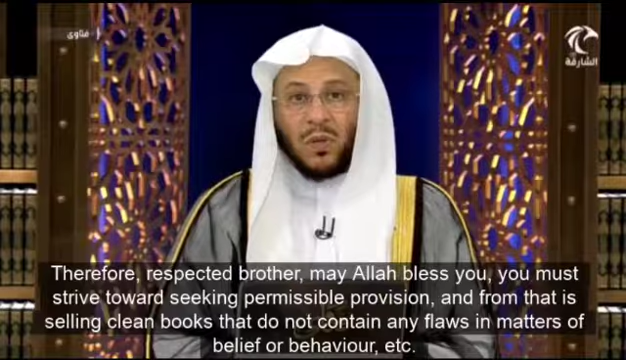 فتاوى
الشارقة
Therefore, respected brother, may Allah bless you, you must
strive toward seeking permissible provision, and from that is
selling clean books that do not contain any flaws in matters of
belief or behaviour, etc.